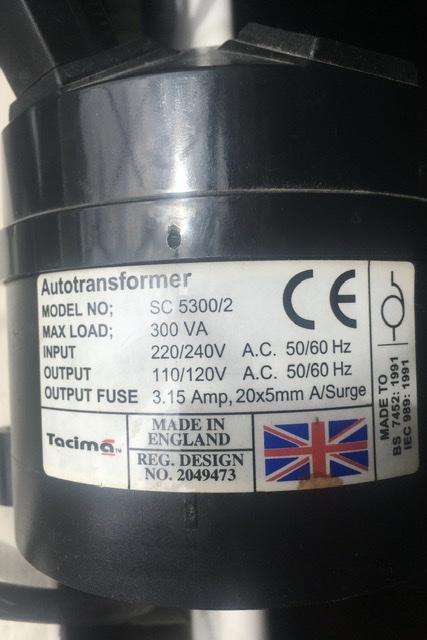 Autotransformer
MODEL NO; SC 5300/2
MAX LOAD; 300 VA
INPUT 220/240V A.C. 50/60 Hz
OUTPUT 110/120V A.C. 50/60 Hz
OUTPUT FUSE 3.15 Amp, 20x5mm A/Surge
CE
Tacima™
MADE IN
ENGLAND
REG. DESIGN
NO. 2049473
MADE TO
BS 7452: 1991
IEC 989: 1991